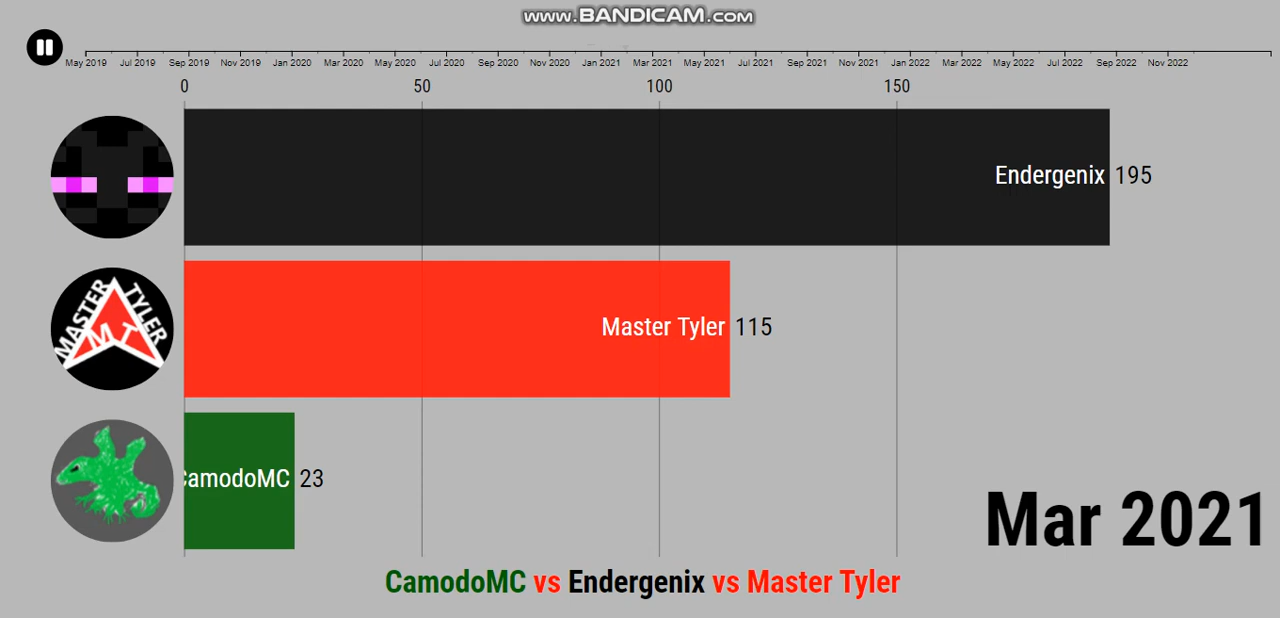 www.BANDICAM.com
May 2019 Jul 2019 Sep 2019 Nov 2019 Jan 2020 Mar 2020 May 2020 Jul 2020 Sep 2020 Nov 2020 Jan 2021 Mar 2021 May 2021 Jul 2021 Sep 2021 Nov 2021 Jan 2022 Mar 2022 May 2022 Jul 2022 Sep 2022 Nov 2022
0 50 100 150
Endergenix 195
MASTER TYLER
MT
Master Tyler 115
CamodoMC 23
Mar 2021
CamodoMC vs Endergenix vs Master Tyler